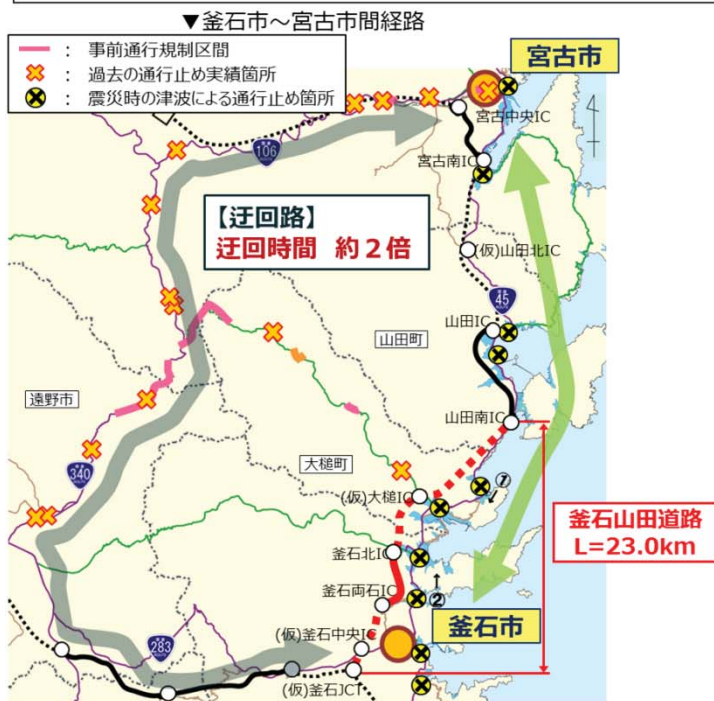 ▼釜石市～宮古市間経路
： 事前通行規制区間
： 過去の通行止め実績箇所
： 震災時の津波による通行止め箇所
宮古市
宮古中央IC
106
宮古南IC
【迂回路】
迂回時間 約２倍
(仮)山田北IC
45
山田IC
山田町
遠野市
山田南IC
大槌町
340
(仮)大槌IC
①
釜石山田道路
L=23.0km
釜石北IC
釜石両石IC
②
釜石市
(仮)釜石中央IC
283
(仮)釜石JCT